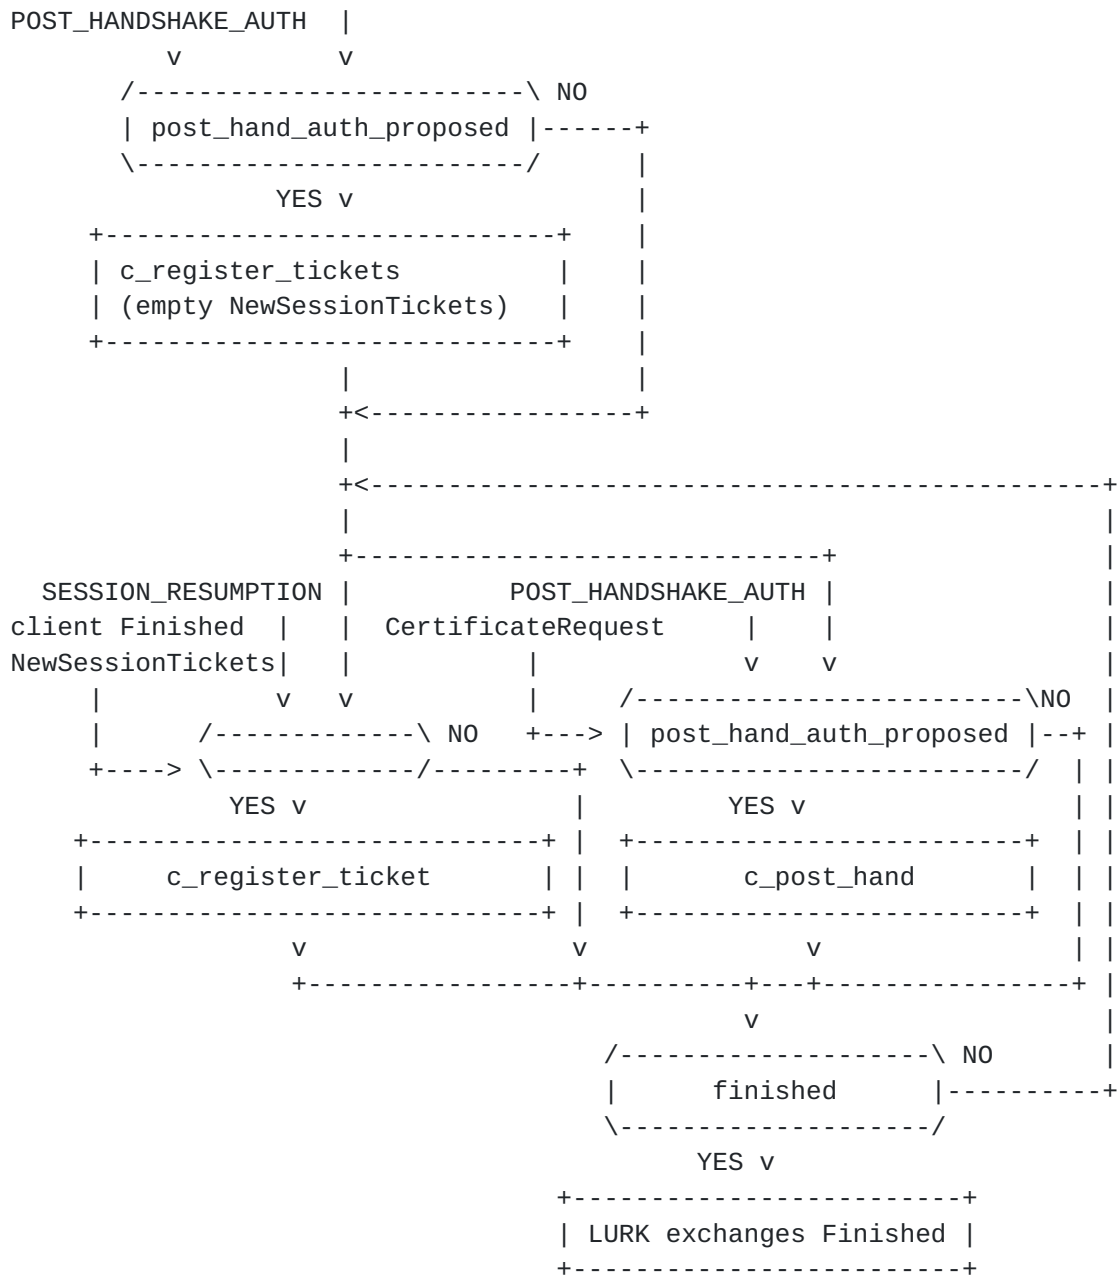 POST_HANDSHAKE_AUTH  |
          v          v
       /-------------------------\ NO
       | post_hand_auth_proposed |------+
       \-------------------------/      |
                 YES v                  |
     +-----------------------------+    |
     | c_register_tickets          |    |
     | (empty NewSessionTickets)   |    |
     +-----------------------------+    |
                     |                  |
                     +<-----------------+
                     |
                     +<-----------------------------------------------+
                     |                                                |
                     +------------------------------+                 |
  SESSION_RESUMPTION |          POST_HANDSHAKE_AUTH |                 |
client Finished  |   |  CertificateRequest     |    |                 |
NewSessionTickets|   |           |             v    v                 |
     |           v   v           |     /--------------------------\NO  |
     |      /-------------\ NO   +---> | post_hand_auth_proposed |--+ |
     +----> \-------------/---------+  \-------------------------/  | |
              YES v                 |         YES v                 | |
    +-----------------------------+ |  +-------------------------+  | |
    |     c_register_ticket       | |  |       c_post_hand       |  | |
    +-----------------------------+ |  +-------------------------+  | |
                  v                 v              v                | |
                  +-----------------+----------+---+----------------+ |
                                               v                      |
                                      /--------------------\ NO       |
                                      |      finished      |----------+
                                      \--------------------/
                                            YES v
                                   +-------------------------+
                                   | LURK exchanges Finished |
                                   +-------------------------+